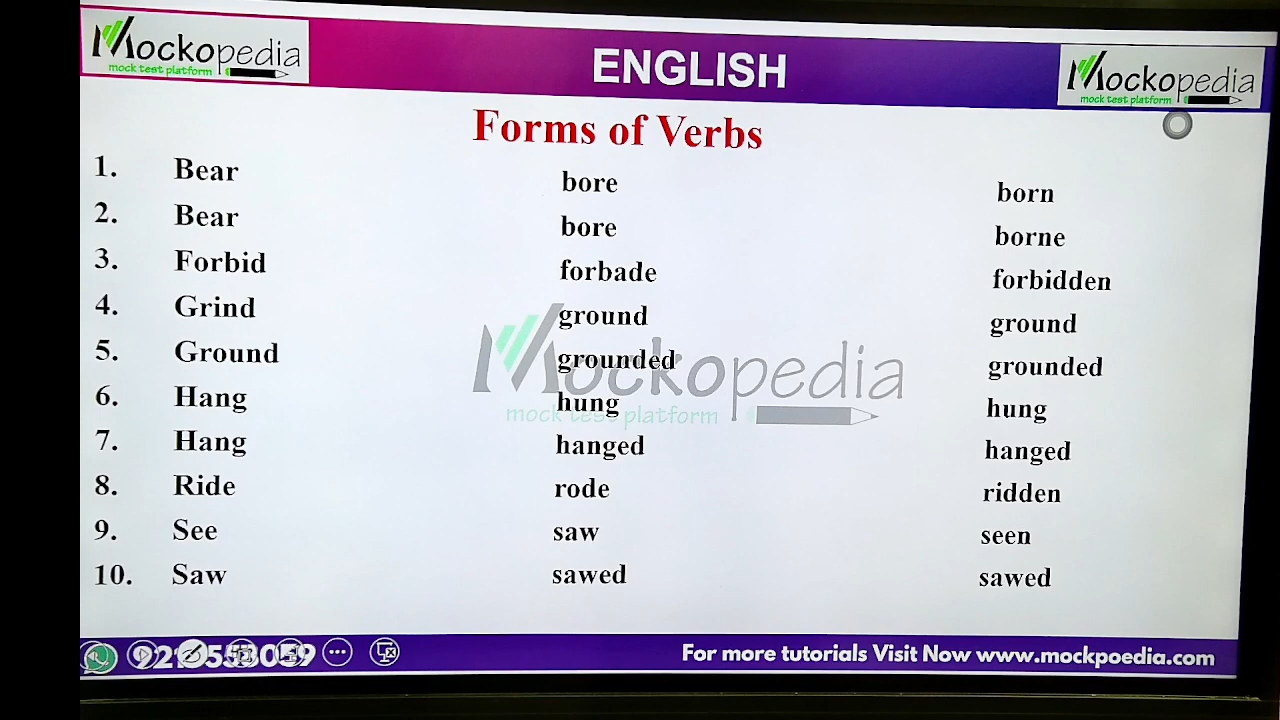 Mockopedia
mock test platform
ENGLISH
Mockopedia
mock test platform
Forms of Verbs
1. Bear bore born
2. Bear bore borne
3. Forbid forbade forbidden
4. Grind ground ground
5. Ground grounded grounded
6. Hang hung hung
7. Hang hanged hanged
8. Ride rode ridden
9. See saw seen
10. Saw sawed sawed
Mockopedia
mock test platform
For more tutorials Visit Now www.mockpoedia.com